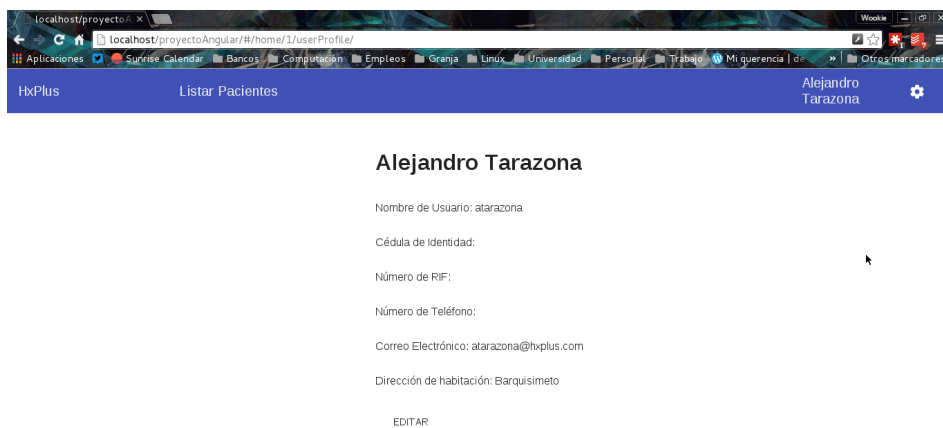 localhost/proyectoA
Wookie
localhost/proyectoAngular/#/home/1/userProfile/
Aplicaciones Sunrise Calendar Bancos Computación Empleos Granja Linux Universidad Personal Trabajo Mi querencia | de » Otros marcadores
HxPlus Listar Pacientes Alejandro
Tarazona
Alejandro Tarazona
Nombre de Usuario: atarazona
Cédula de Identidad:
Número de RIF:
Número de Teléfono:
Correo Electrónico: atarazona@hxplus.com
Dirección de habitación: Barquisimeto
EDITAR